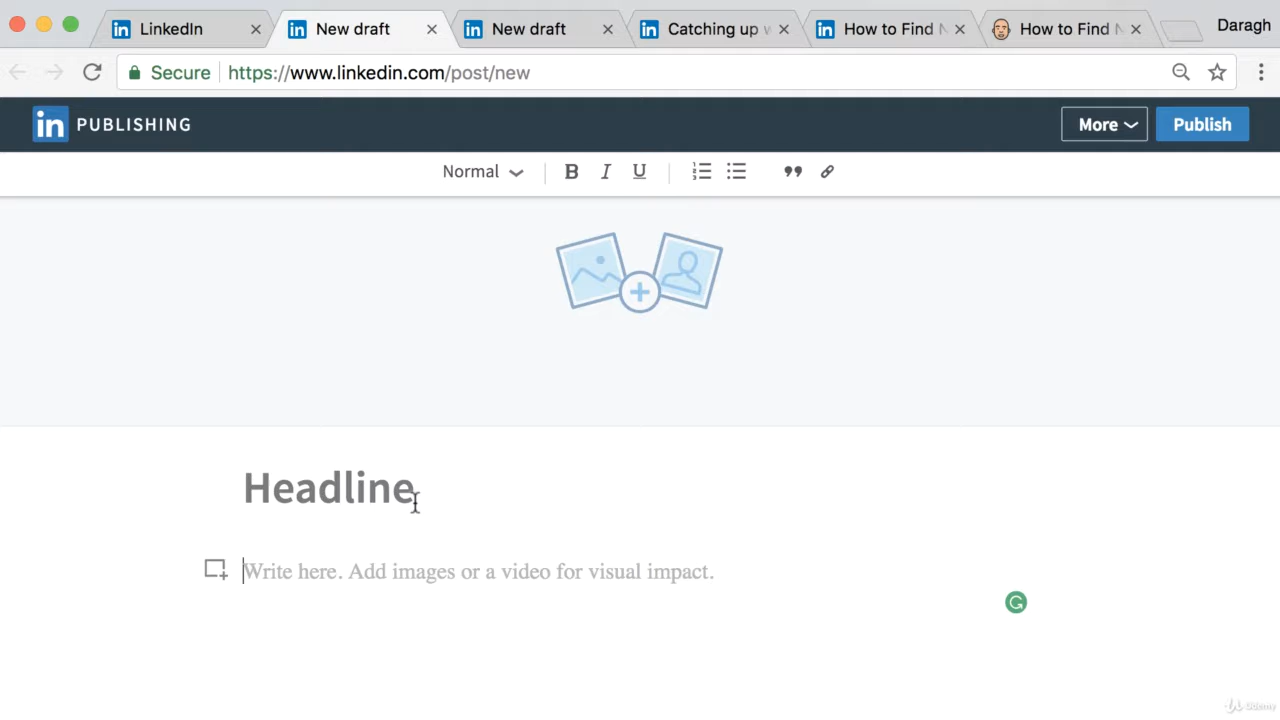 LinkedIn
New draft
New draft
Catching up w
How to Find N
How to Find N
Daragh
Secure
https://www.linkedin.com/post/new
in PUBLISHING
More
Publish
Normal
B I U
Headline
Write here. Add images or a video for visual impact.
Udemy